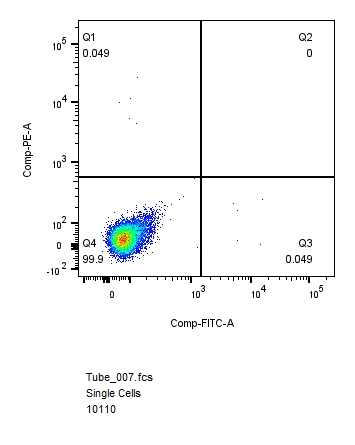 Q1
0.049
Q2
0
10^5
10^4
10^3
10^2
0
-10^2
Comp-PE-A
Q4
99.9
Q3
0.049
0
10^3
10^4
10^5
Comp-FITC-A
Tube_007.fcs
Single Cells
10110